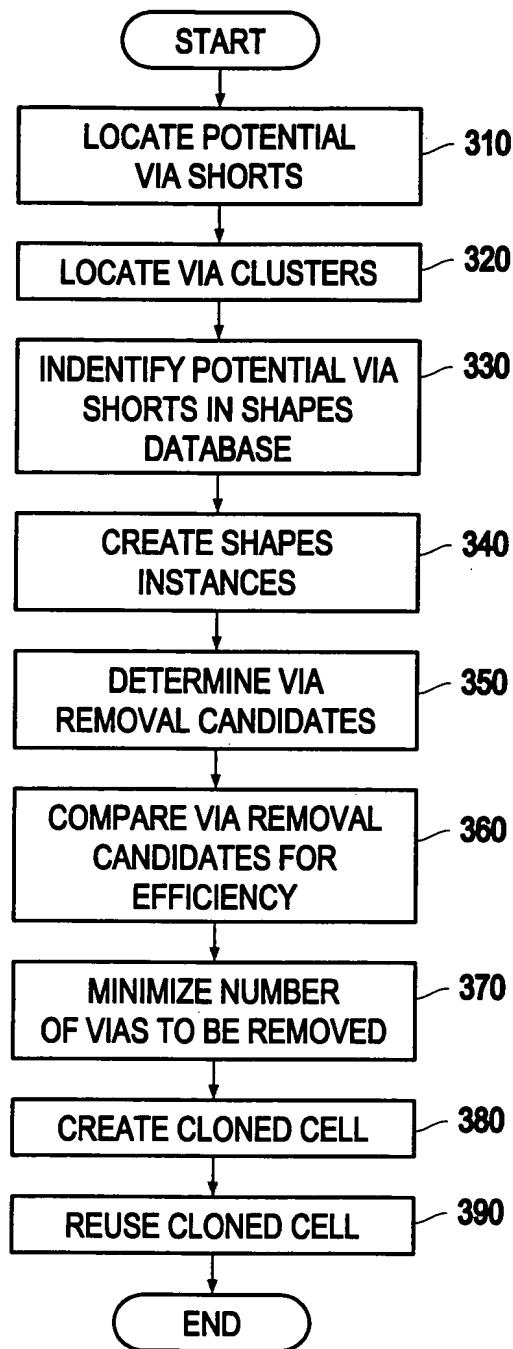 START
LOCATE POTENTIAL
VIA SHORTS
310
LOCATE VIA CLUSTERS
320
INDENTIFY POTENTIAL VIA
SHORTS IN SHAPES
DATABASE
330
CREATE SHAPES
INSTANCES
340
DETERMINE VIA
REMOVAL CANDIDATES
350
COMPARE VIA REMOVAL
CANDIDATES FOR
EFFICIENCY
360
MINIMIZE NUMBER
OF VIAS TO BE REMOVED
370
CREATE CLONED CELL
380
REUSE CLONED CELL
390
END